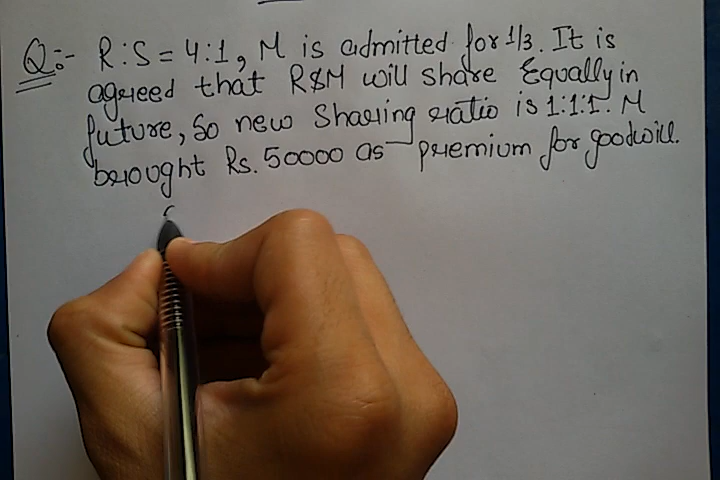 Q:- R:S = 4:1, M is admitted for 1/3. It is
agreed that R&M will share Equally in
future, So new Sharing ratio is 1:1:1. M
brought Rs. 50000 as premium for goodwill.